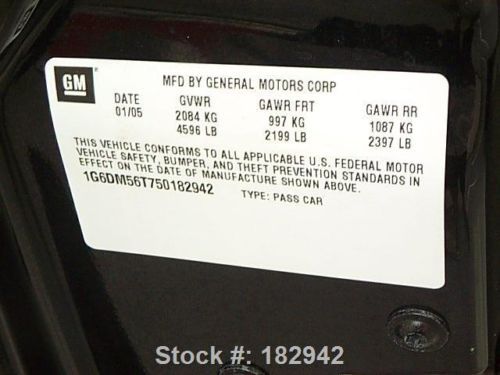 GM
MFD BY GENERAL MOTORS CORP
DATE GVWR GAWR FRT GAWR RR
01/05 2084 KG 997 KG 1087 KG
4596 LB 2199 LB 2397 LB
THIS VEHICLE CONFORMS TO ALL APPLICABLE U.S. FEDERAL MOTOR
VEHICLE SAFETY, BUMPER, AND THEFT PREVENTION STANDARDS IN
EFFECT ON THE DATE OF MANUFACTURE SHOWN ABOVE.
1G6DM56T750182942 TYPE: PASS CAR
Stock #: 182942